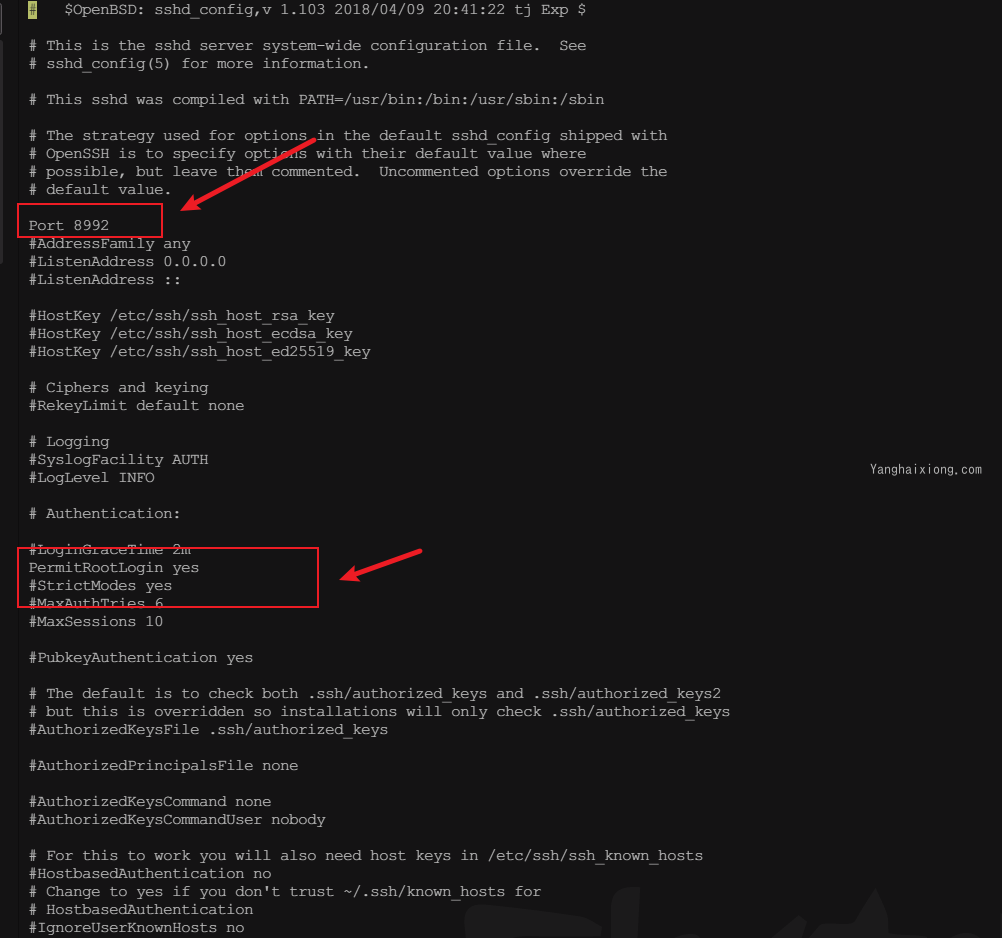 #   $OpenBSD: sshd_config,v 1.103 2018/04/09 20:41:22 tj Exp $
# This is the sshd server system-wide configuration file.  See
# sshd_config(5) for more information.
# This sshd was compiled with PATH=/usr/bin:/bin:/usr/sbin:/sbin
# The strategy used for options in the default sshd_config shipped with
# OpenSSH is to specify options with their default value where
# possible, but leave them commented.  Uncommented options override the
# default value.
Port 8992
#AddressFamily any
#ListenAddress 0.0.0.0
#ListenAddress ::
#HostKey /etc/ssh/ssh_host_rsa_key
#HostKey /etc/ssh/ssh_host_ecdsa_key
#HostKey /etc/ssh/ssh_host_ed25519_key
# Ciphers and keying
#RekeyLimit default none
# Logging
#SyslogFacility AUTH
Yanghaixiong.com
#LogLevel INFO
# Authentication:
#LoginGraceTime 2m
PermitRootLogin yes
#StrictModes yes
#MaxAuthTries 6
#MaxSessions 10
#PubkeyAuthentication yes
# The default is to check both .ssh/authorized_keys and .ssh/authorized_keys2
# but this is overridden so installations will only check .ssh/authorized_keys
#AuthorizedKeysFile .ssh/authorized_keys
#AuthorizedPrincipalsFile none
#AuthorizedKeysCommand none
#AuthorizedKeysCommandUser nobody
# For this to work you will also need host keys in /etc/ssh/ssh_known_hosts
#HostbasedAuthentication no
# Change to yes if you don't trust ~/.ssh/known_hosts for
# HostbasedAuthentication
#IgnoreUserKnownHosts no